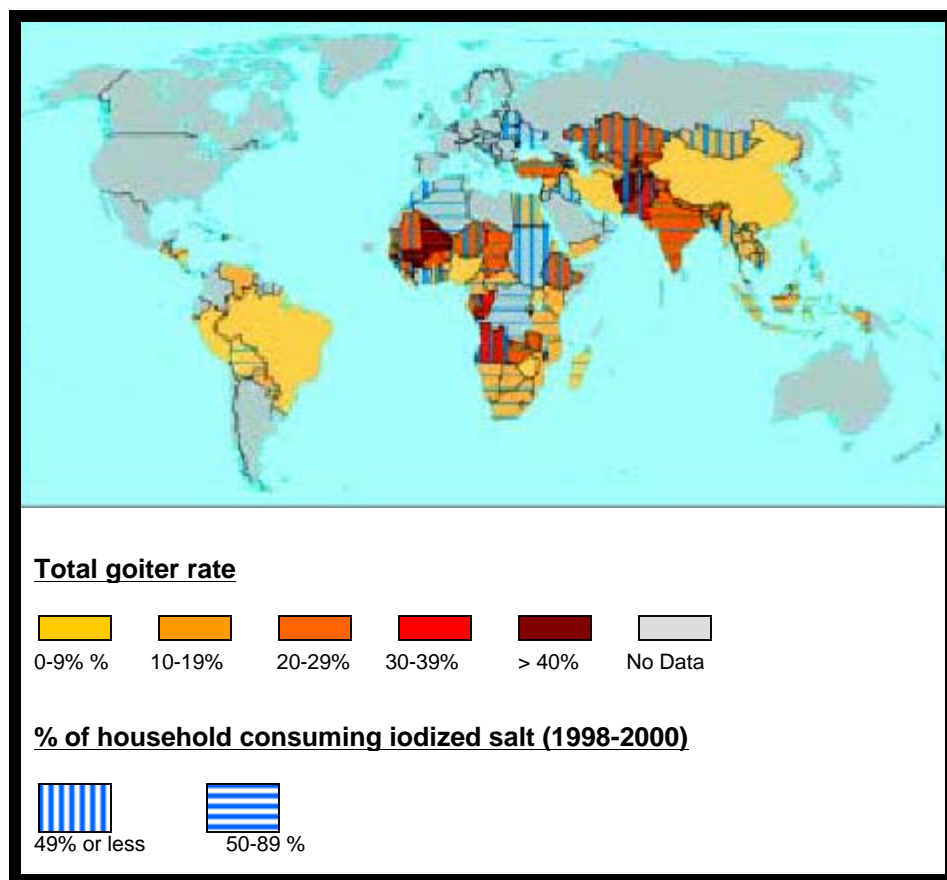 Total goiter rate
0-9% % 10-19% 20-29% 30-39% > 40% No Data
% of household consuming iodized salt (1998-2000)
49% or less 50-89 %